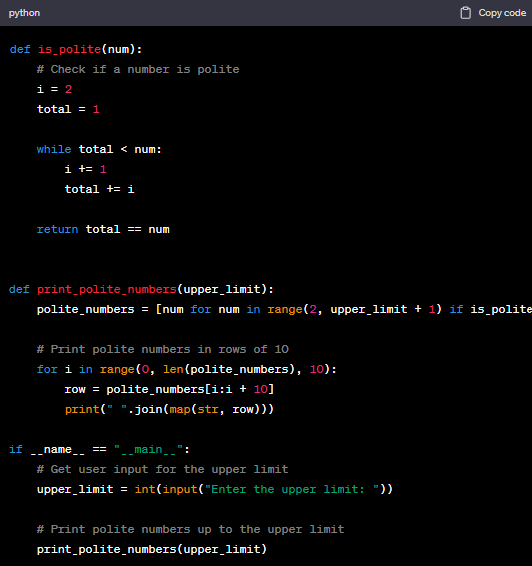 python Copy code
def is_polite(num):
    # Check if a number is polite
    i = 2
    total = 1

    while total < num:
        i += 1
        total += i

    return total == num


def print_polite_numbers(upper_limit):
    polite_numbers = [num for num in range(2, upper_limit + 1) if is_polite

    # Print polite numbers in rows of 10
    for i in range(0, len(polite_numbers), 10):
        row = polite_numbers[i:i + 10]
        print(" ".join(map(str, row)))

if __name__ == "__main__":
    # Get user input for the upper limit
    upper_limit = int(input("Enter the upper limit: "))

    # Print polite numbers up to the upper limit
    print_polite_numbers(upper_limit)